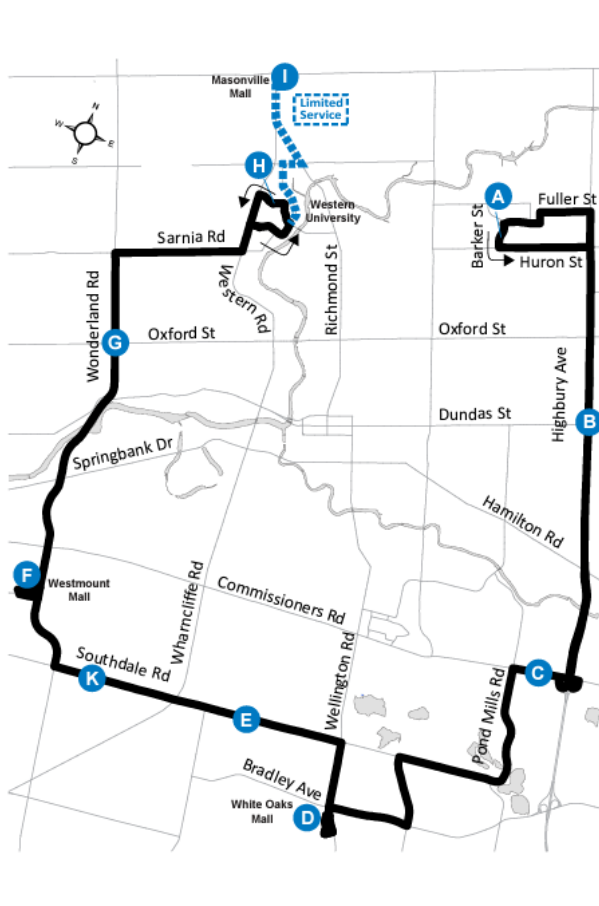 Masonville
Mall
I
Limited
Service
N
W
E
S
H
A
Fuller St
Western
University
Barker St
Sarnia Rd
Huron St
Western Rd
Richmond St
Wonderland Rd
G
Oxford St
Oxford St
Highbury Ave
Dundas St
B
Springbank Dr
Hamilton Rd
F
Westmount
Mall
Commissioners Rd
Wharncliffe Rd
Southdale Rd
K
Wellington Rd
Pond Mills Rd
C
E
Bradley Ave
White Oaks
Mall
D